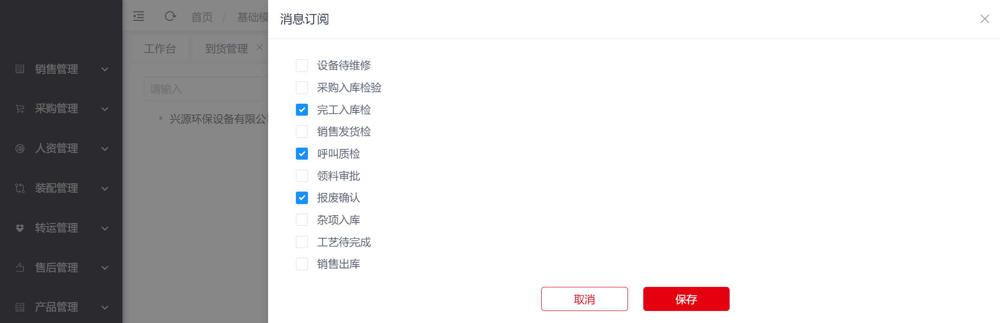 销售管理
采购管理
人资管理
装配管理
转运管理
售后管理
产品管理
首页 / 基础模
工作台 到货管理
请输入
兴源环保设备有限公
消息订阅
设备待维修
采购入库检验
完工入库检
销售发货检
呼叫质检
领料审批
报废确认
杂项入库
工艺待完成
销售出库
取消 保存